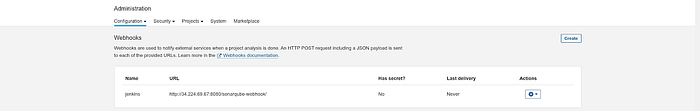 Administration
Configuration Security Projects System Marketplace
Webhooks
Create
Webhooks are used to notify external services when a project analysis is done. An HTTP POST request including a JSON payload is sent
to each of the provided URLs. Learn more in the Webhooks documentation.
Name URL Has secret? Last delivery Actions
jenkins http://34.224.69.67:8080/sonarqube-webhook/ No Never